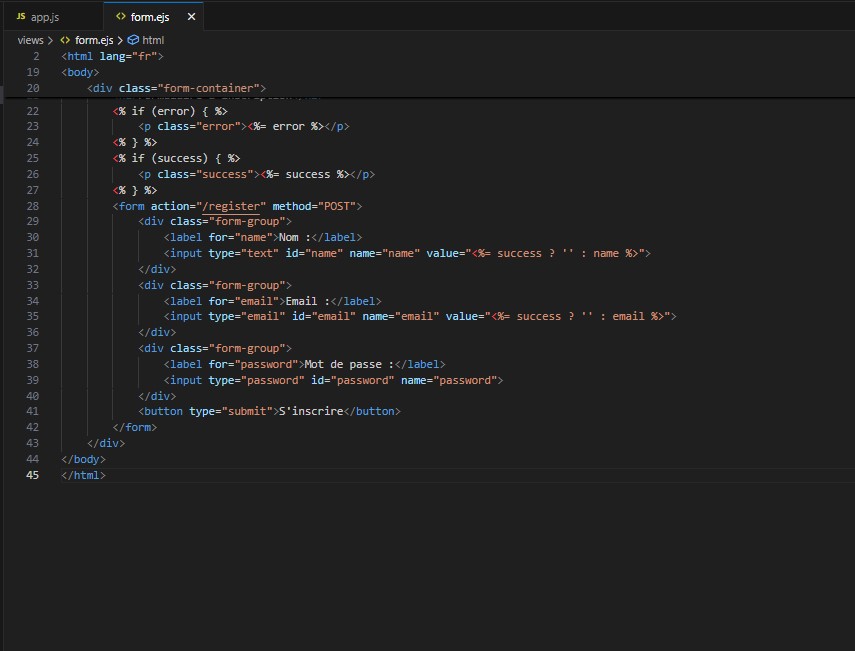 JS app.js
<> form.ejs ×
views > <> form.ejs > html
2 <html lang="fr">
19 <body>
20 <div class="form-container">
22 <% if (error) { %>
23 <p class="error"><%= error %></p>
24 <% } %>
25 <% if (success) { %>
26 <p class="success"><%= success %></p>
27 <% } %>
28 <form action="/register" method="POST">
29 <div class="form-group">
30 <label for="name">Nom :</label>
31 <input type="text" id="name" name="name" value="<%= success ? '' : name %>">
32 </div>
33 <div class="form-group">
34 <label for="email">Email :</label>
35 <input type="email" id="email" name="email" value="<%= success ? '' : email %>">
36 </div>
37 <div class="form-group">
38 <label for="password">Mot de passe :</label>
39 <input type="password" id="password" name="password">
40 </div>
41 <button type="submit">S'inscrire</button>
42 </form>
43 </div>
44 </body>
45 </html>